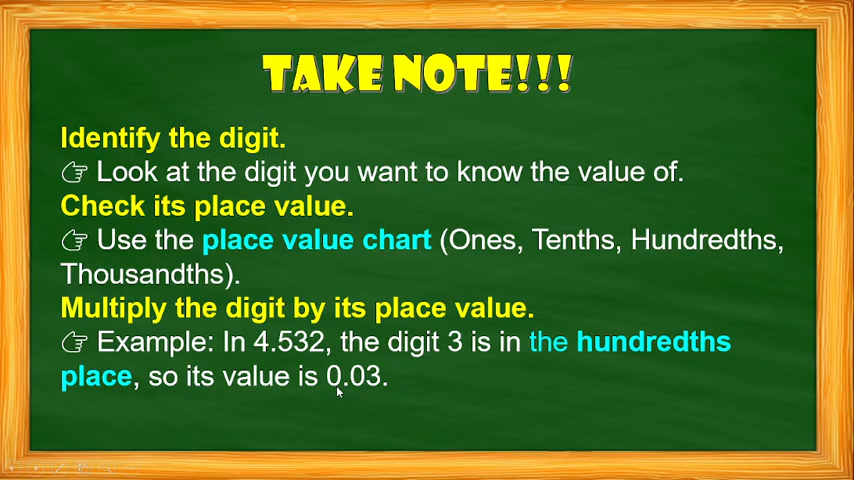 TAKE NOTE!!!
Identify the digit.
☞ Look at the digit you want to know the value of.
Check its place value.
☞ Use the place value chart (Ones, Tenths, Hundredths,
Thousandths).
Multiply the digit by its place value.
☞ Example: In 4.532, the digit 3 is in the hundredths
place, so its value is 0.03.